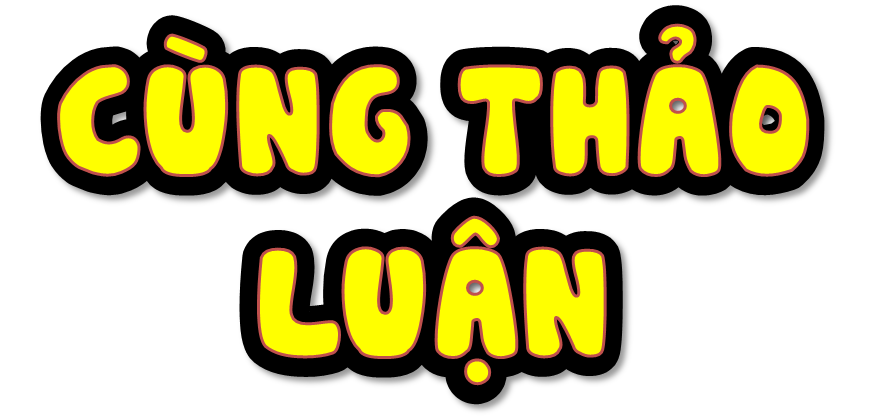 CÙNG THẢO
LUẬN